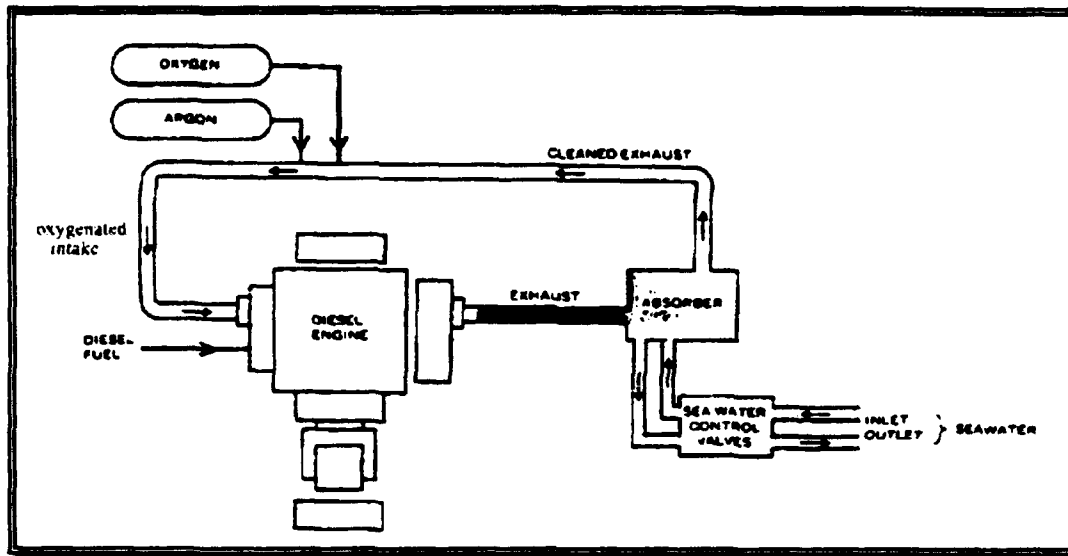 OXYGEN
ARGON
CLEANED EXHAUST
oxygenated
intake
EXHAUST
ABSORBER
DIESEL
ENGINE
DIESEL
FUEL
SEA WATER
CONTROL
VALVES
INLET
OUTLET
SEAWATER